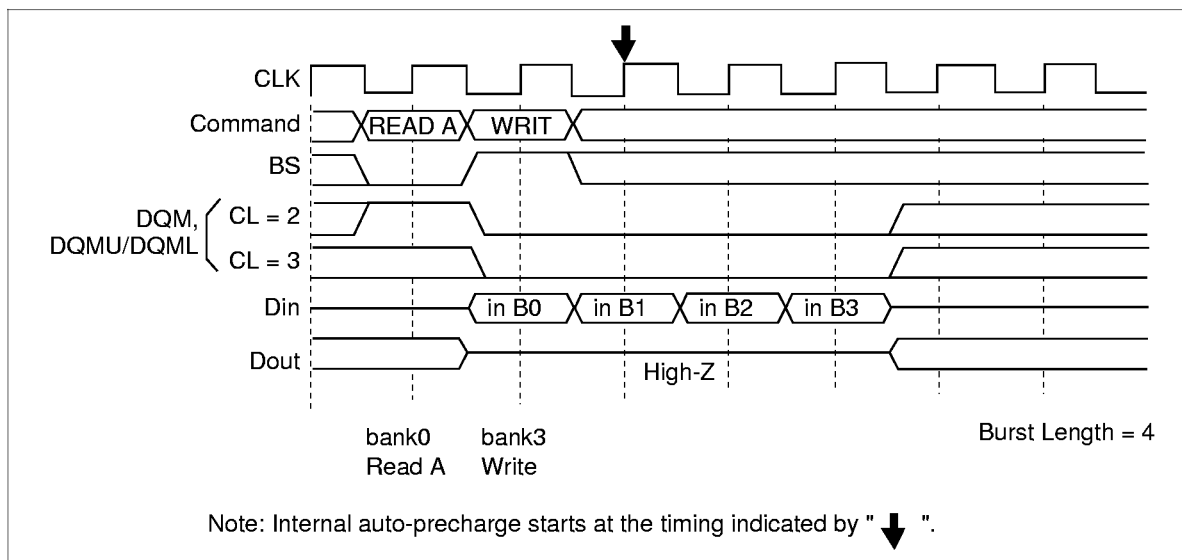 CLK
Command READ A WRIT
BS
DQM,
DQMU/DQML
CL = 2
CL = 3
Din in B0 in B1 in B2 in B3
Dout
High-Z
bank0
Read A
bank3
Write
Burst Length = 4
Note: Internal auto-precharge starts at the timing indicated by " ".